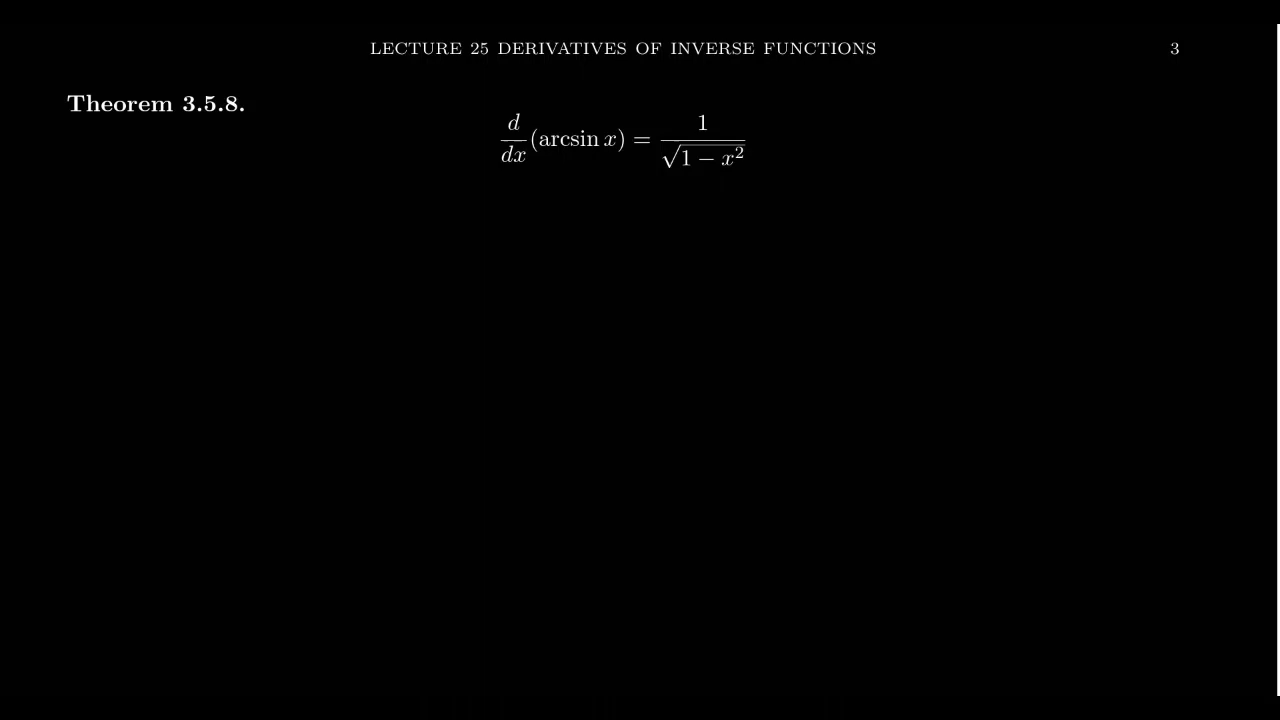 LECTURE 25 DERIVATIVES OF INVERSE FUNCTIONS 3
Theorem 3.5.8.
d/dx (arcsin x) = 1/√(1 − x²)